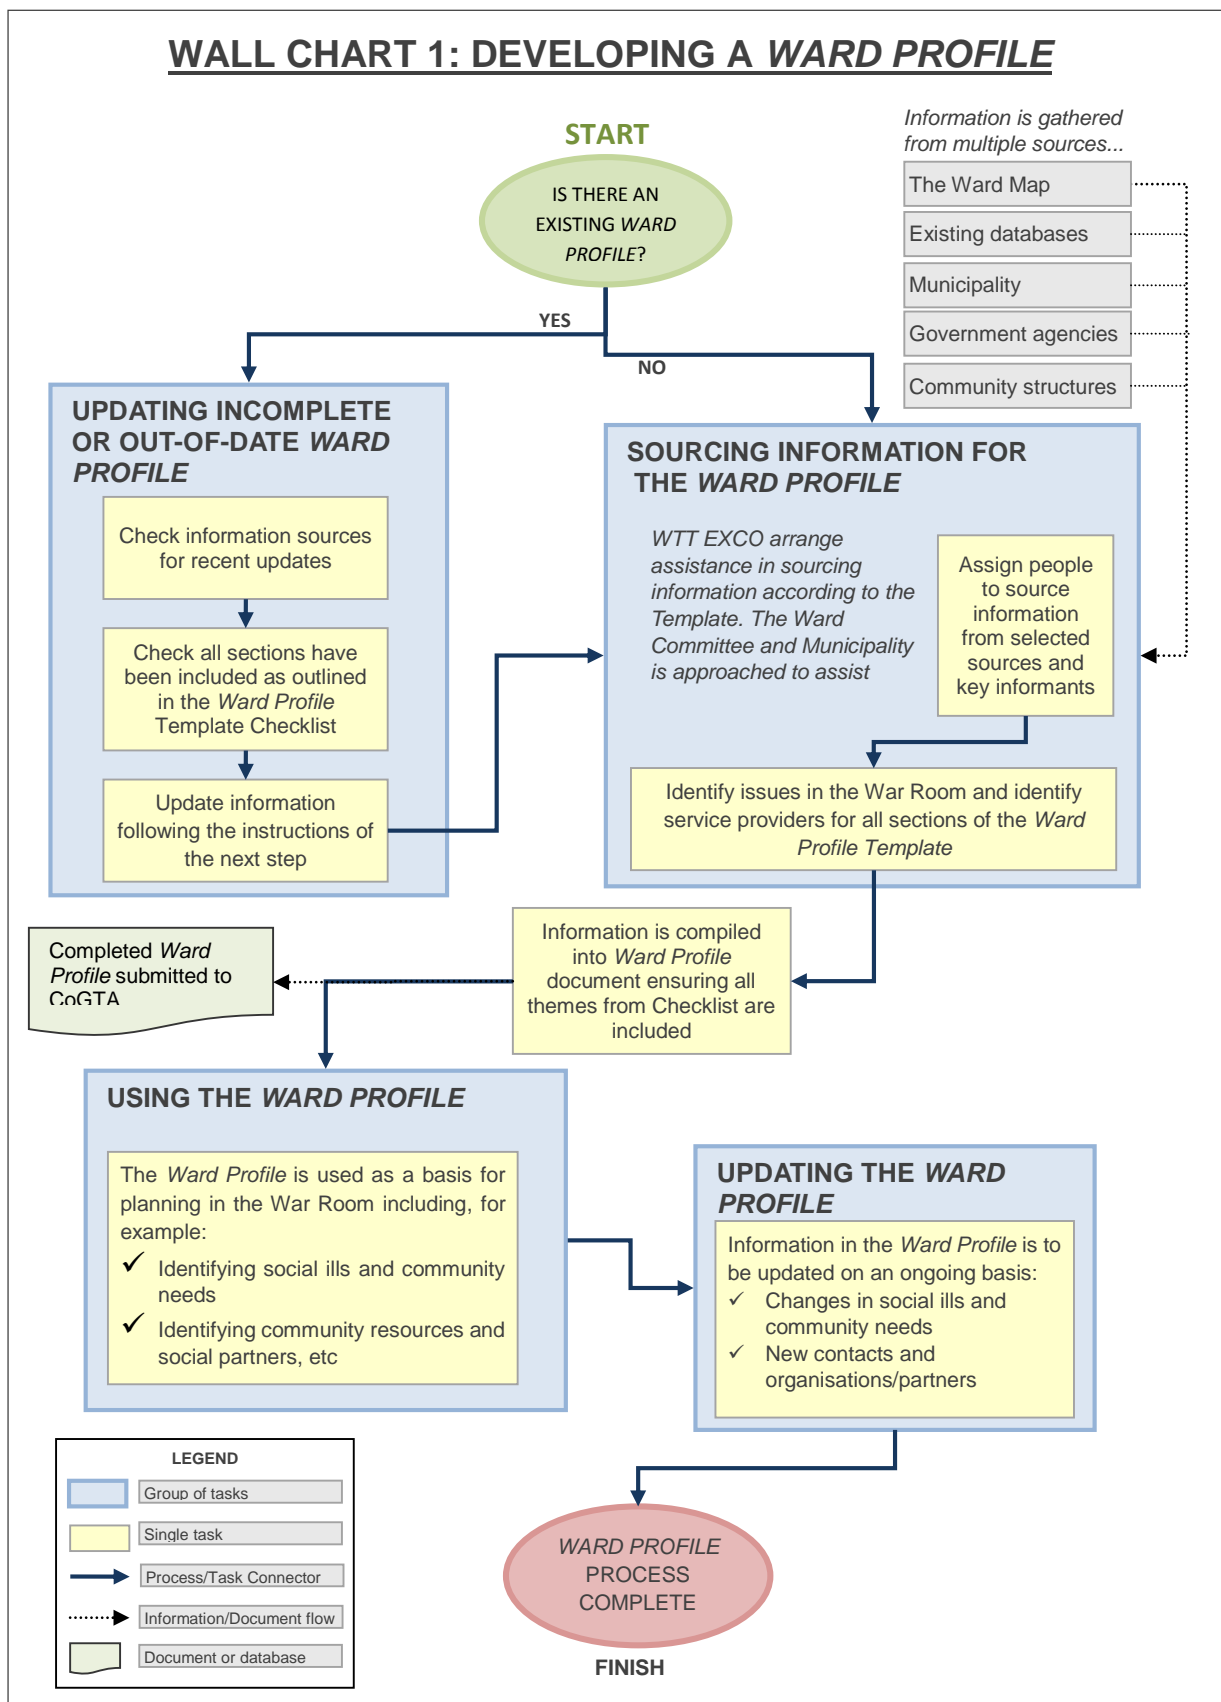 WALL CHART 1: DEVELOPING A WARD PROFILE
START
IS THERE AN
EXISTING WARD
PROFILE?
Information is gathered
from multiple sources...
The Ward Map
Existing databases
Municipality
Government agencies
Community structures
YES
NO
UPDATING INCOMPLETE
OR OUT-OF-DATE WARD
PROFILE
Check information sources
for recent updates
Check all sections have
been included as outlined
in the Ward Profile
Template Checklist
Update information
following the instructions of
the next step
SOURCING INFORMATION FOR
THE WARD PROFILE
WTT EXCO arrange
assistance in sourcing
information according to the
Template. The Ward
Committee and Municipality
is approached to assist
Assign people
to source
information
from selected
sources and
key informants
Identify issues in the War Room and identify
service providers for all sections of the Ward
Profile Template
Information is compiled
into Ward Profile
document ensuring all
themes from Checklist are
included
Completed Ward
Profile submitted to
CoGTA
USING THE WARD PROFILE
The Ward Profile is used as a basis for
planning in the War Room including, for
example:
✓ Identifying social ills and community
needs
✓ Identifying community resources and
social partners, etc
UPDATING THE WARD
PROFILE
Information in the Ward Profile is to
be updated on an ongoing basis:
✓ Changes in social ills and
community needs
✓ New contacts and
organisations/partners
LEGEND
Group of tasks
Single task
Process/Task Connector
Information/Document flow
Document or database
WARD PROFILE
PROCESS
COMPLETE
FINISH